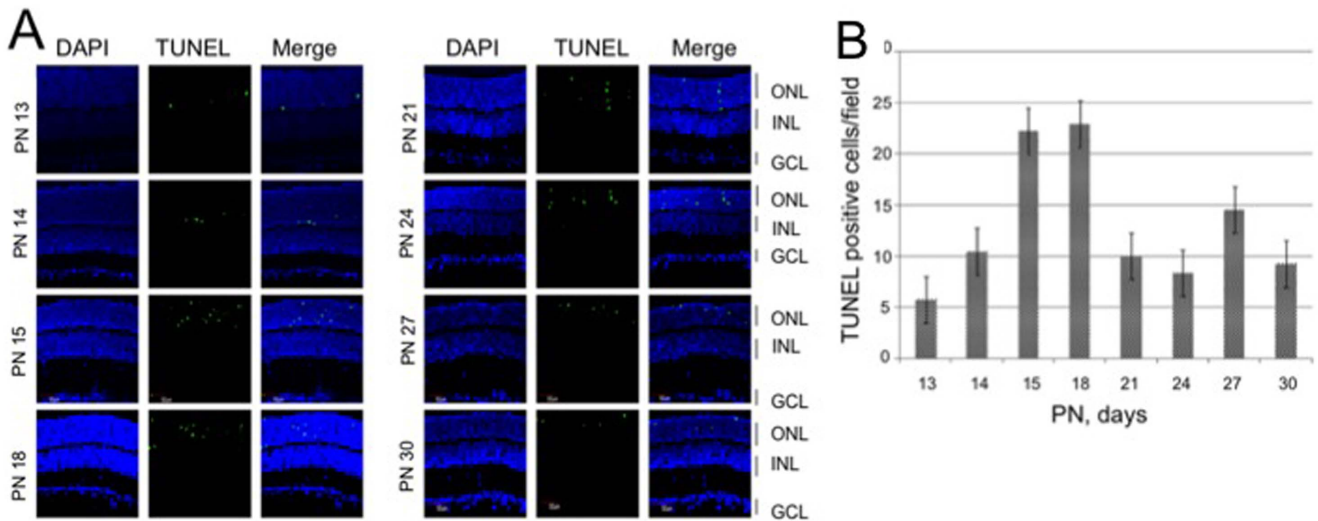 A
DAPI TUNEL Merge
PN 13
PN 14
PN 15
PN 18
DAPI TUNEL Merge
PN 21
ONL
INL
GCL
PN 24
ONL
INL
GCL
PN 27
ONL
INL
GCL
PN 30
ONL
INL
GCL
B
TUNEL positive cells/field
0
25
20
15
10
5
0
13 14 15 18 21 24 27 30
PN, days